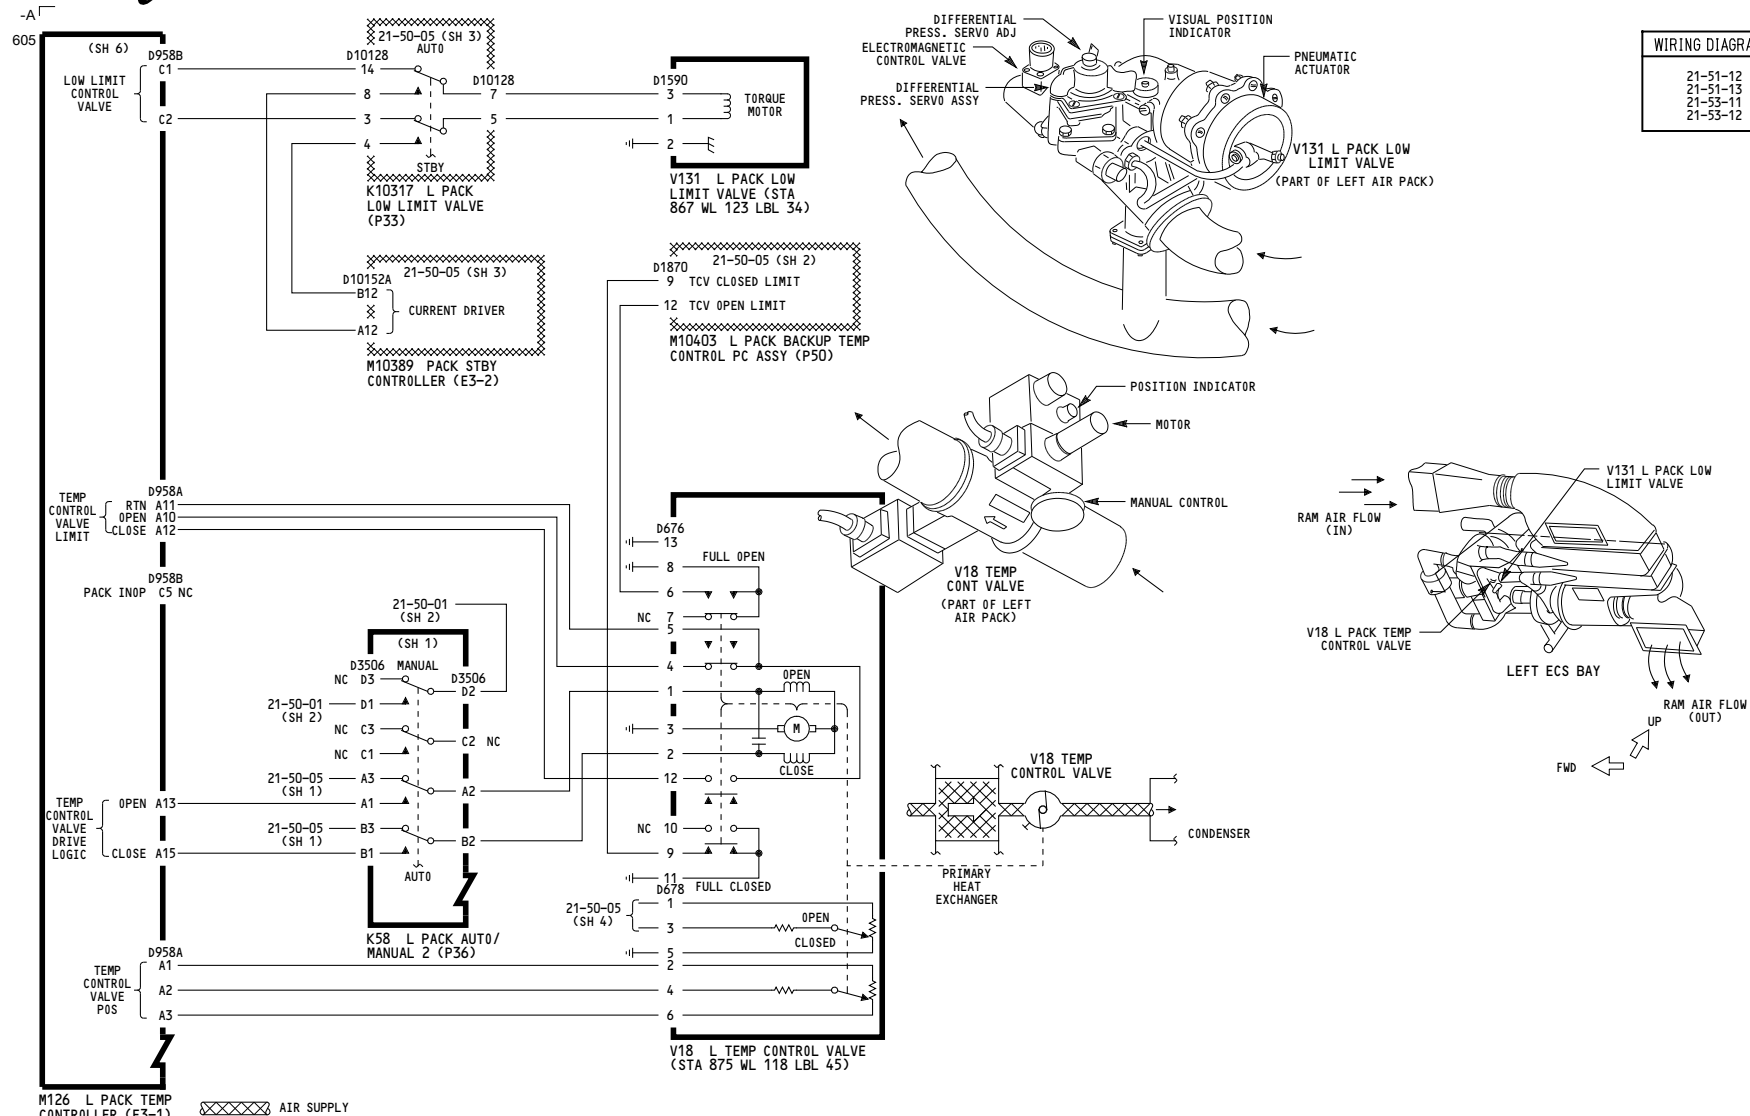 -A
605
(SH 6)
D958B
C1
LOW LIMIT
CONTROL
VALVE
C2
21-50-05 (SH 3)
AUTO
D10128
14
8
3
4
D10128
7
5
STBY
K10317 L PACK
LOW LIMIT VALVE
(P33)
D1590
3
1
2
TORQUE
MOTOR
V131 L PACK LOW
LIMIT VALVE (STA
867 WL 123 LBL 34)
21-50-05 (SH 3)
D10152A
B12
CURRENT DRIVER
A12
M10389 PACK STBY
CONTROLLER (E3-2)
21-50-05 (SH 2)
D1870
9 TCV CLOSED LIMIT
12 TCV OPEN LIMIT
M10403 L PACK BACKUP TEMP
CONTROL PC ASSY (P50)
DIFFERENTIAL
PRESS. SERVO ADJ
ELECTROMAGNETIC
CONTROL VALVE
DIFFERENTIAL
PRESS. SERVO ASSY
VISUAL POSITION
INDICATOR
PNEUMATIC
ACTUATOR
V131 L PACK LOW
LIMIT VALVE
(PART OF LEFT AIR PACK)
WIRING DIAGRA
21-51-12
21-51-13
21-53-11
21-53-12
POSITION INDICATOR
MOTOR
MANUAL CONTROL
V18 TEMP
CONT VALVE
(PART OF LEFT
AIR PACK)
RAM AIR FLOW
(IN)
V131 L PACK LOW
LIMIT VALVE
V18 L PACK TEMP
CONTROL VALVE
LEFT ECS BAY
RAM AIR FLOW
(OUT)
UP
FWD
TEMP
CONTROL
VALVE
LIMIT
D958A
RTN A11
OPEN A10
CLOSE A12
D958B
PACK INOP C5 NC
21-50-01
(SH 2)
(SH 1)
D3506 MANUAL
D3506
NC D3
D2
21-50-01
(SH 2)
D1
NC C3
C2 NC
NC C1
21-50-05
(SH 1)
A3
A2
A1
21-50-05
(SH 1)
B3
B2
B1
AUTO
K58 L PACK AUTO/
MANUAL 2 (P36)
TEMP
CONTROL
VALVE
DRIVE
LOGIC
OPEN A13
CLOSE A15
D958A
TEMP
CONTROL
VALVE
POS
A1
A2
A3
M126 L PACK TEMP
CONTROLLER (E3-1)
AIR SUPPLY
D676
13
FULL OPEN
8
6
NC 7
5
4
OPEN
1
3
M
2
CLOSE
12
NC 10
9
11
FULL CLOSED
D678
1
21-50-05
(SH 4)
OPEN
3
CLOSED
5
2
4
6
V18 L TEMP CONTROL VALVE
(STA 875 WL 118 LBL 45)
V18 TEMP
CONTROL VALVE
CONDENSER
PRIMARY
HEAT
EXCHANGER